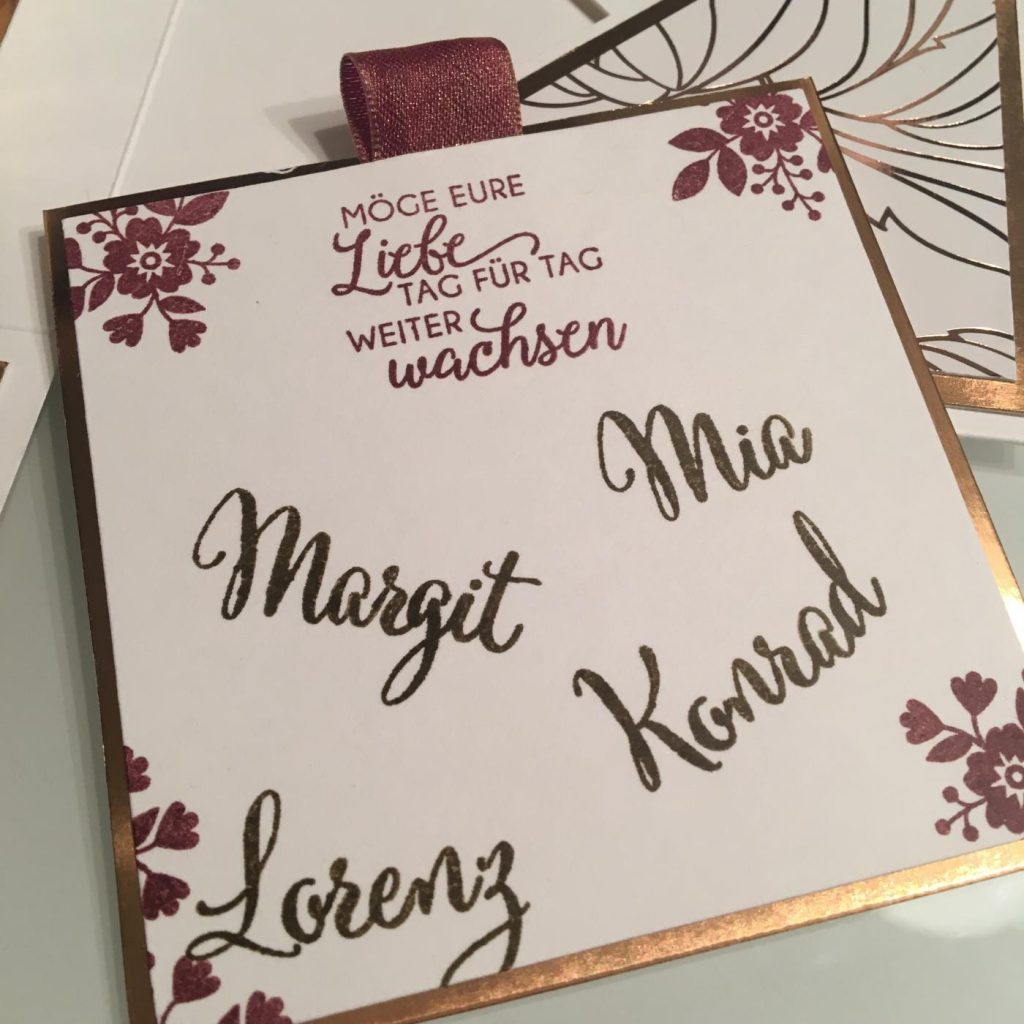 MÖGE EURE
Liebe
TAG FÜR TAG
WEITER
wachsen
Mia
Margit
Konrad
Lorenz